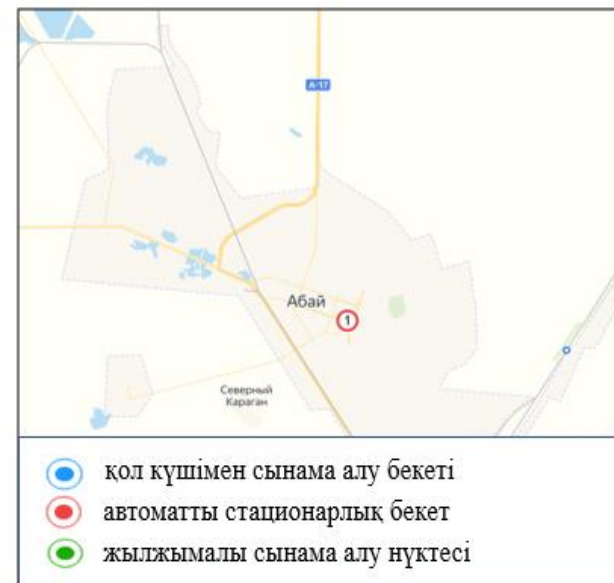 А-17
Абай
1
Северный
Караган
қол күшімен сынама алу бекеті
автоматты стационарлық бекет
жылжымалы сынама алу нүктесі